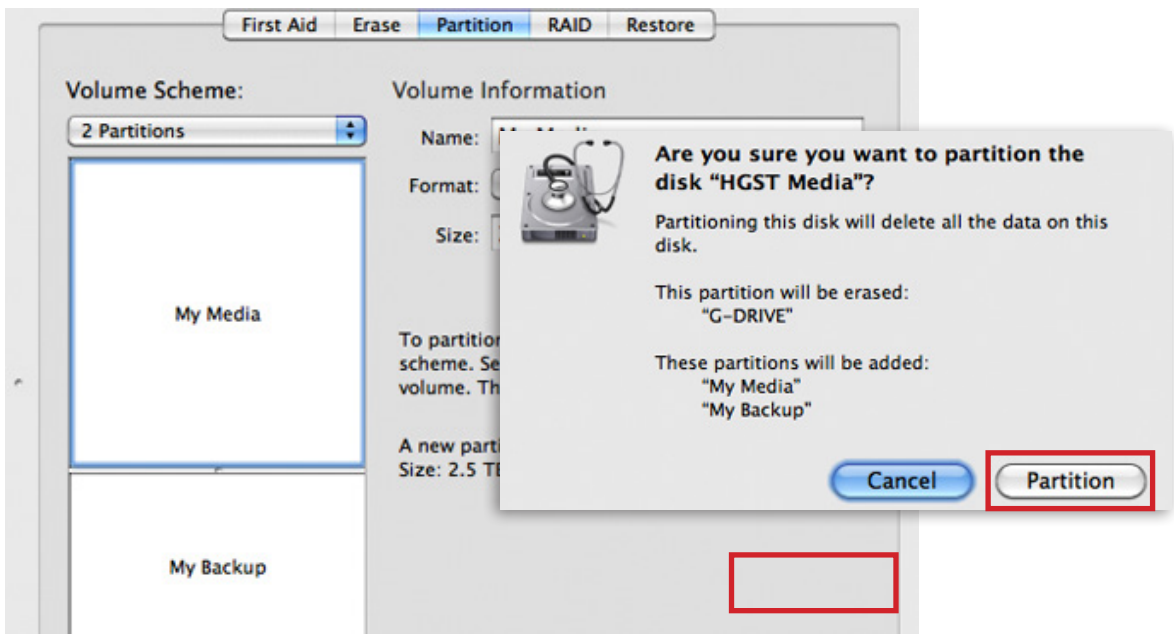 First Aid Erase Partition RAID Restore
Volume Scheme:
2 Partitions
My Media
My Backup
Volume Information
Name:
Format:
Size:
To partition
scheme. Se
volume. Th
A new parti
Size: 2.5 TB
Are you sure you want to partition the
disk “HGST Media”?
Partitioning this disk will delete all the data on this
disk.
This partition will be erased:
“G-DRIVE”
These partitions will be added:
“My Media”
“My Backup”
Cancel Partition